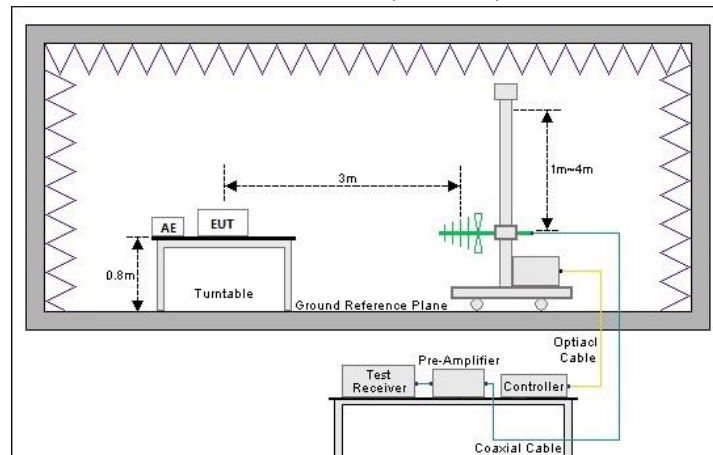 3m
1m~4m
AE
EUT
0.8m
Turntable
Ground Reference Plane
Optiacl
Cable
Pre-Amplifier
Test
Receiver
Controller
Coaxial Cable